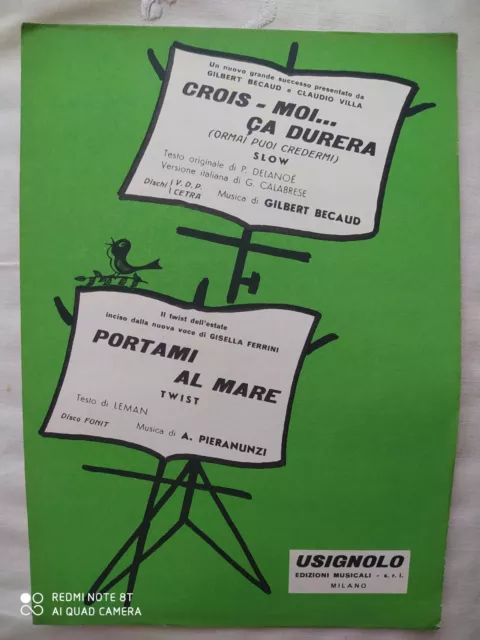 Un nuovo grande successo presentato da
GILBERT BECAUD e CLAUDIO VILLA
CROIS - MOI...
ÇA DURERA
(ORMAI PUOI CREDERMI)
SLOW
Testo originale di P. DELANOË
Versione italiana di G. CALABRESE
Dischi V. D. P.
CETRA
Musica di GILBERT BECAUD
Il twist dell'estate
inciso dalla nuova voce di GISELLA FERRINI
PORTAMI
AL MARE
TWIST
Testo di LEMAN
Disco FONIT
Musica di A. PIERANUNZI
USIGNOLO
EDIZIONI MUSICALI - s. r. l.
MILANO
REDMI NOTE 8T
AI QUAD CAMERA